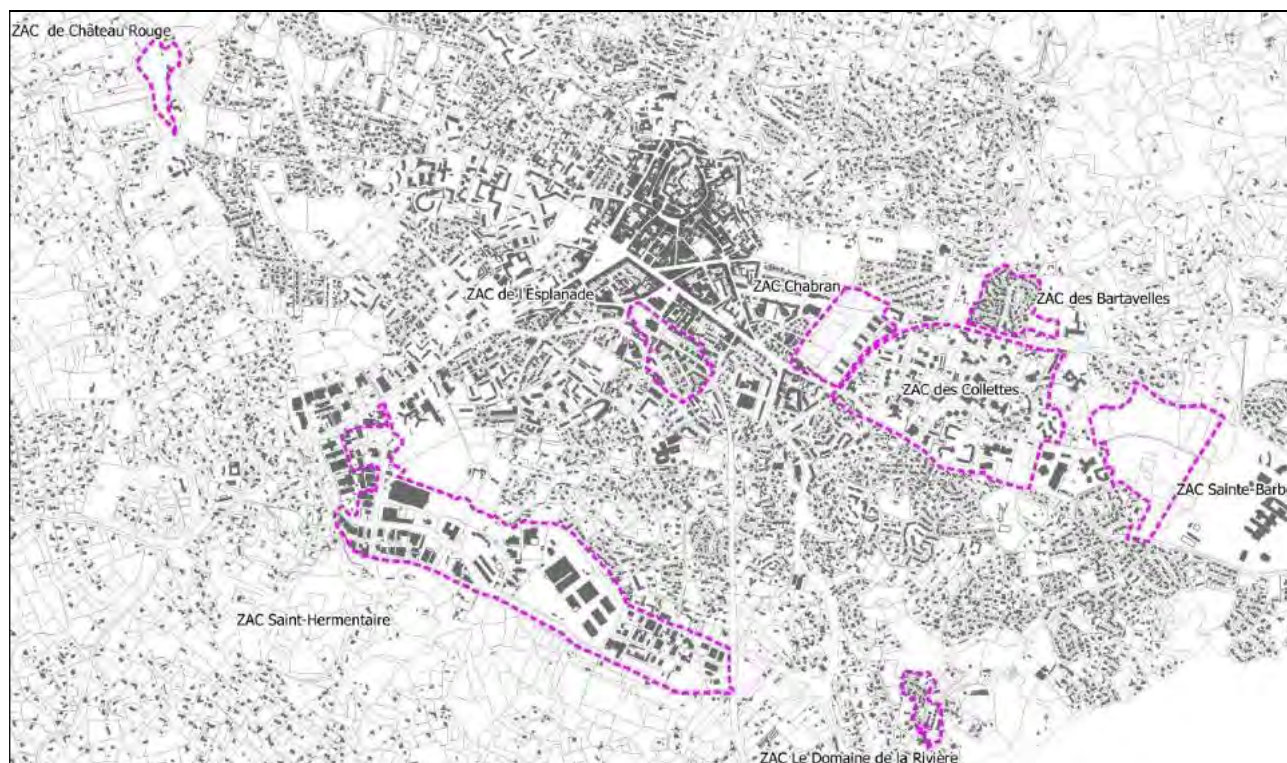 ZAC de Château Rouge
ZAC de l'Esplanade
ZAC Chabran
ZAC des Bartavelles
ZAC des Collettes
ZAC Sainte-Barb
ZAC Saint-Hermentaire
ZAC Le Domaine de la Rivière